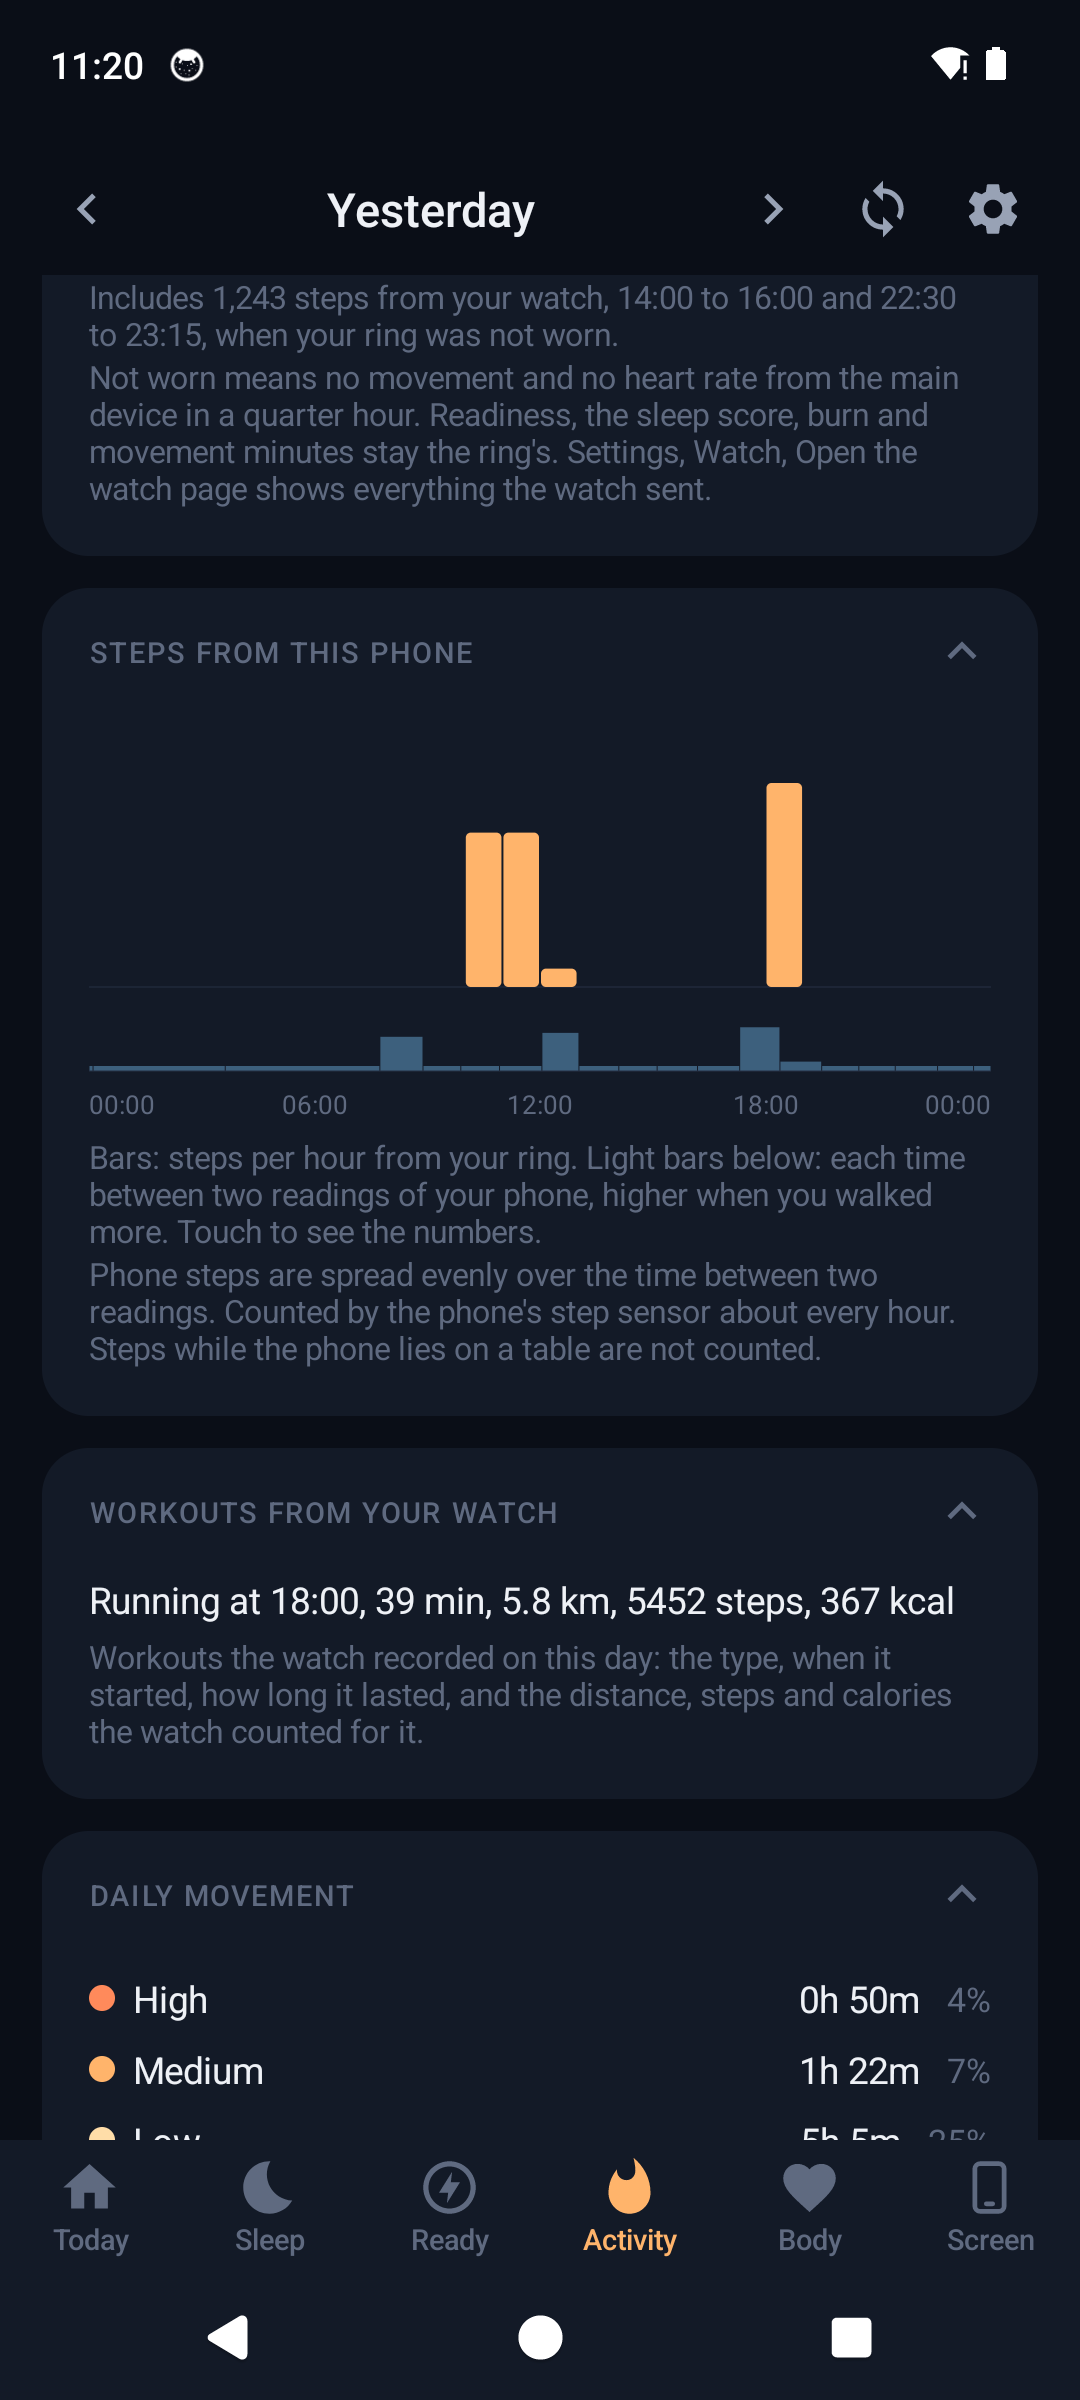 11:20
Yesterday
Includes 1,243 steps from your watch, 14:00 to 16:00 and 22:30
to 23:15, when your ring was not worn.
Not worn means no movement and no heart rate from the main
device in a quarter hour. Readiness, the sleep score, burn and
movement minutes stay the ring's. Settings, Watch, Open the
watch page shows everything the watch sent.
STEPS FROM THIS PHONE
00:00 06:00 12:00 18:00 00:00
Bars: steps per hour from your ring. Light bars below: each time
between two readings of your phone, higher when you walked
more. Touch to see the numbers.
Phone steps are spread evenly over the time between two
readings. Counted by the phone's step sensor about every hour.
Steps while the phone lies on a table are not counted.
WORKOUTS FROM YOUR WATCH
Running at 18:00, 39 min, 5.8 km, 5452 steps, 367 kcal
Workouts the watch recorded on this day: the type, when it
started, how long it lasted, and the distance, steps and calories
the watch counted for it.
DAILY MOVEMENT
High 0h 50m 4%
Medium 1h 22m 7%
Low 5h 5m 25%
Today Sleep Ready Activity Body Screen